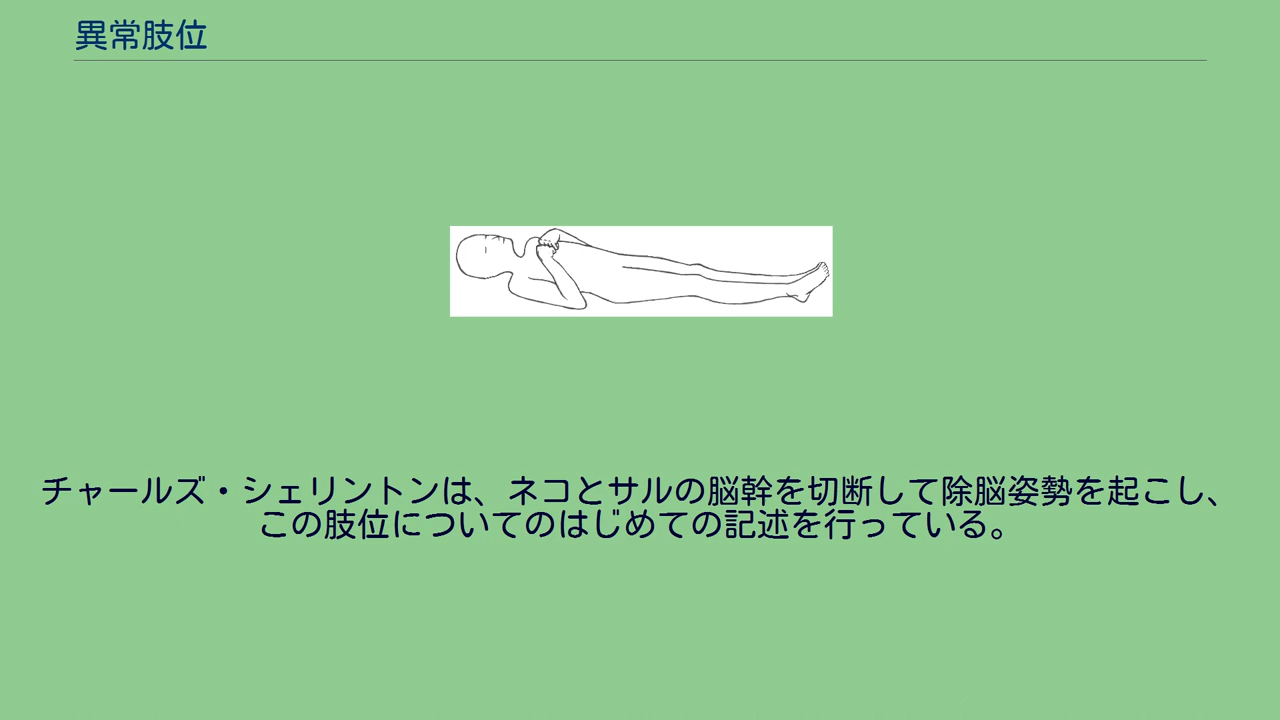 異常肢位
チャールズ・シェリントンは、ネコとサルの脳幹を切断して除脳姿勢を起こし、
この肢位についてのはじめての記述を行っている。